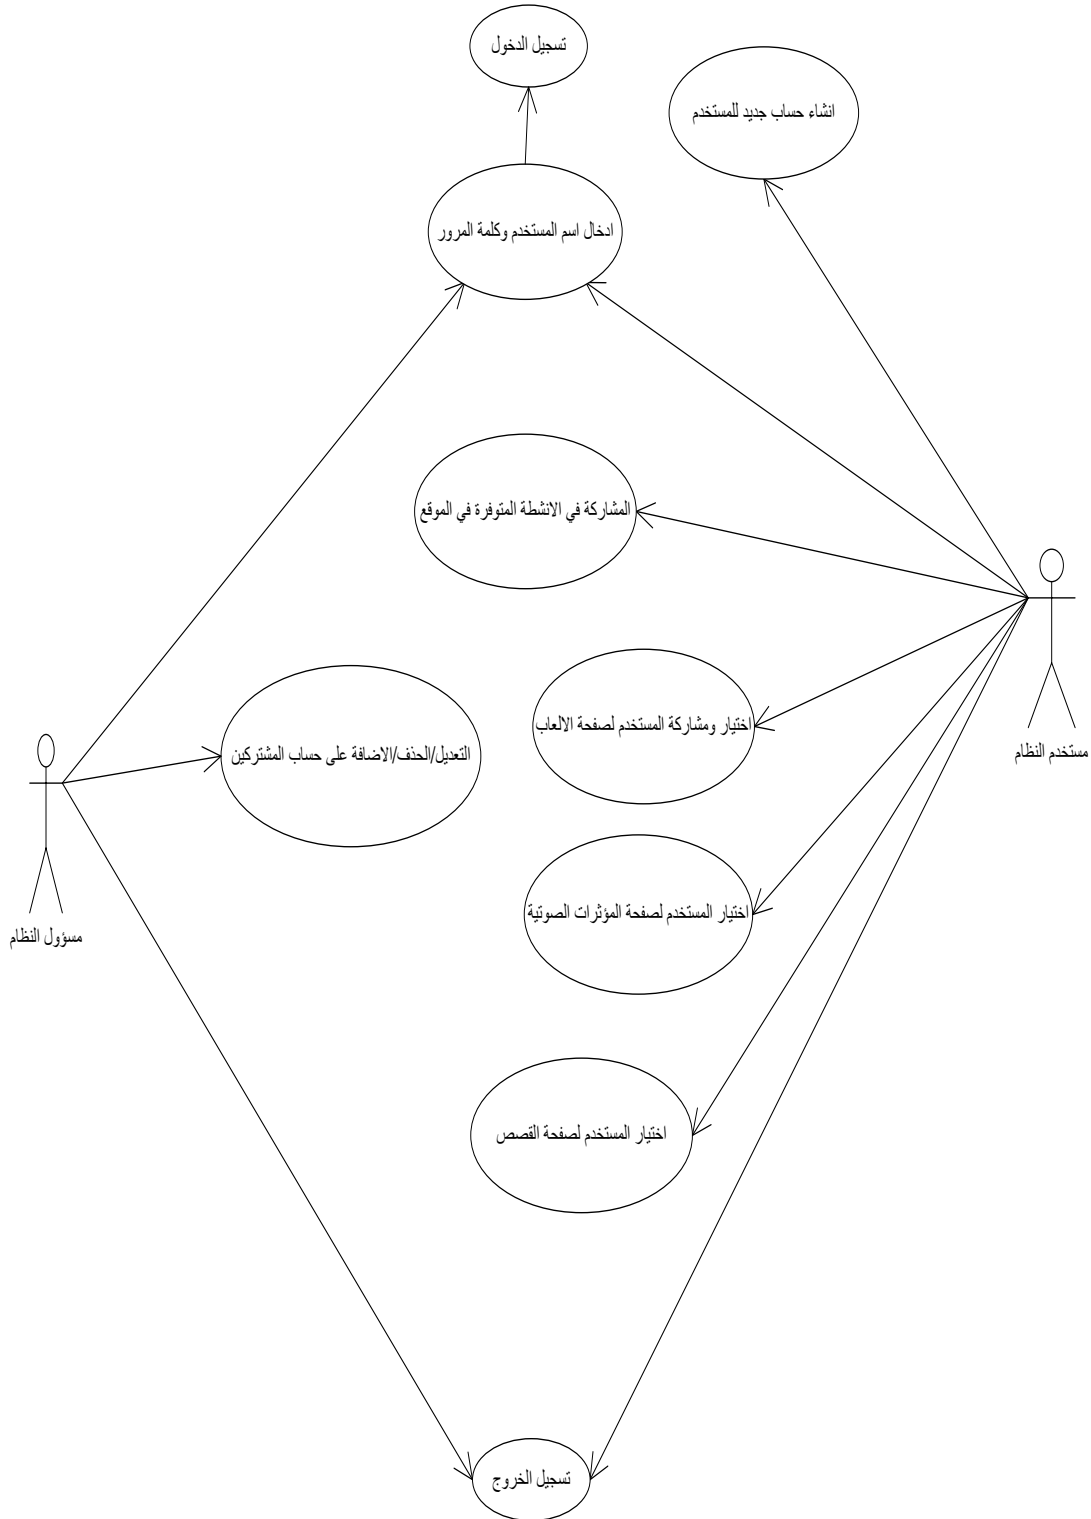 تسجيل الدخول
انشاء حساب جديد للمستخدم
ادخال اسم المستخدم وكلمة المرور
المشاركة في الانشطة المتوفرة في الموقع
اختيار ومشاركة المستخدم لصفحة الالعاب
مستخدم النظام
التعديل/الحذف/الاضافة على حساب المشتركين
اختيار المستخدم لصفحة المؤثرات الصوتية
مسؤول النظام
اختيار المستخدم لصفحة القصص
تسجيل الخروج